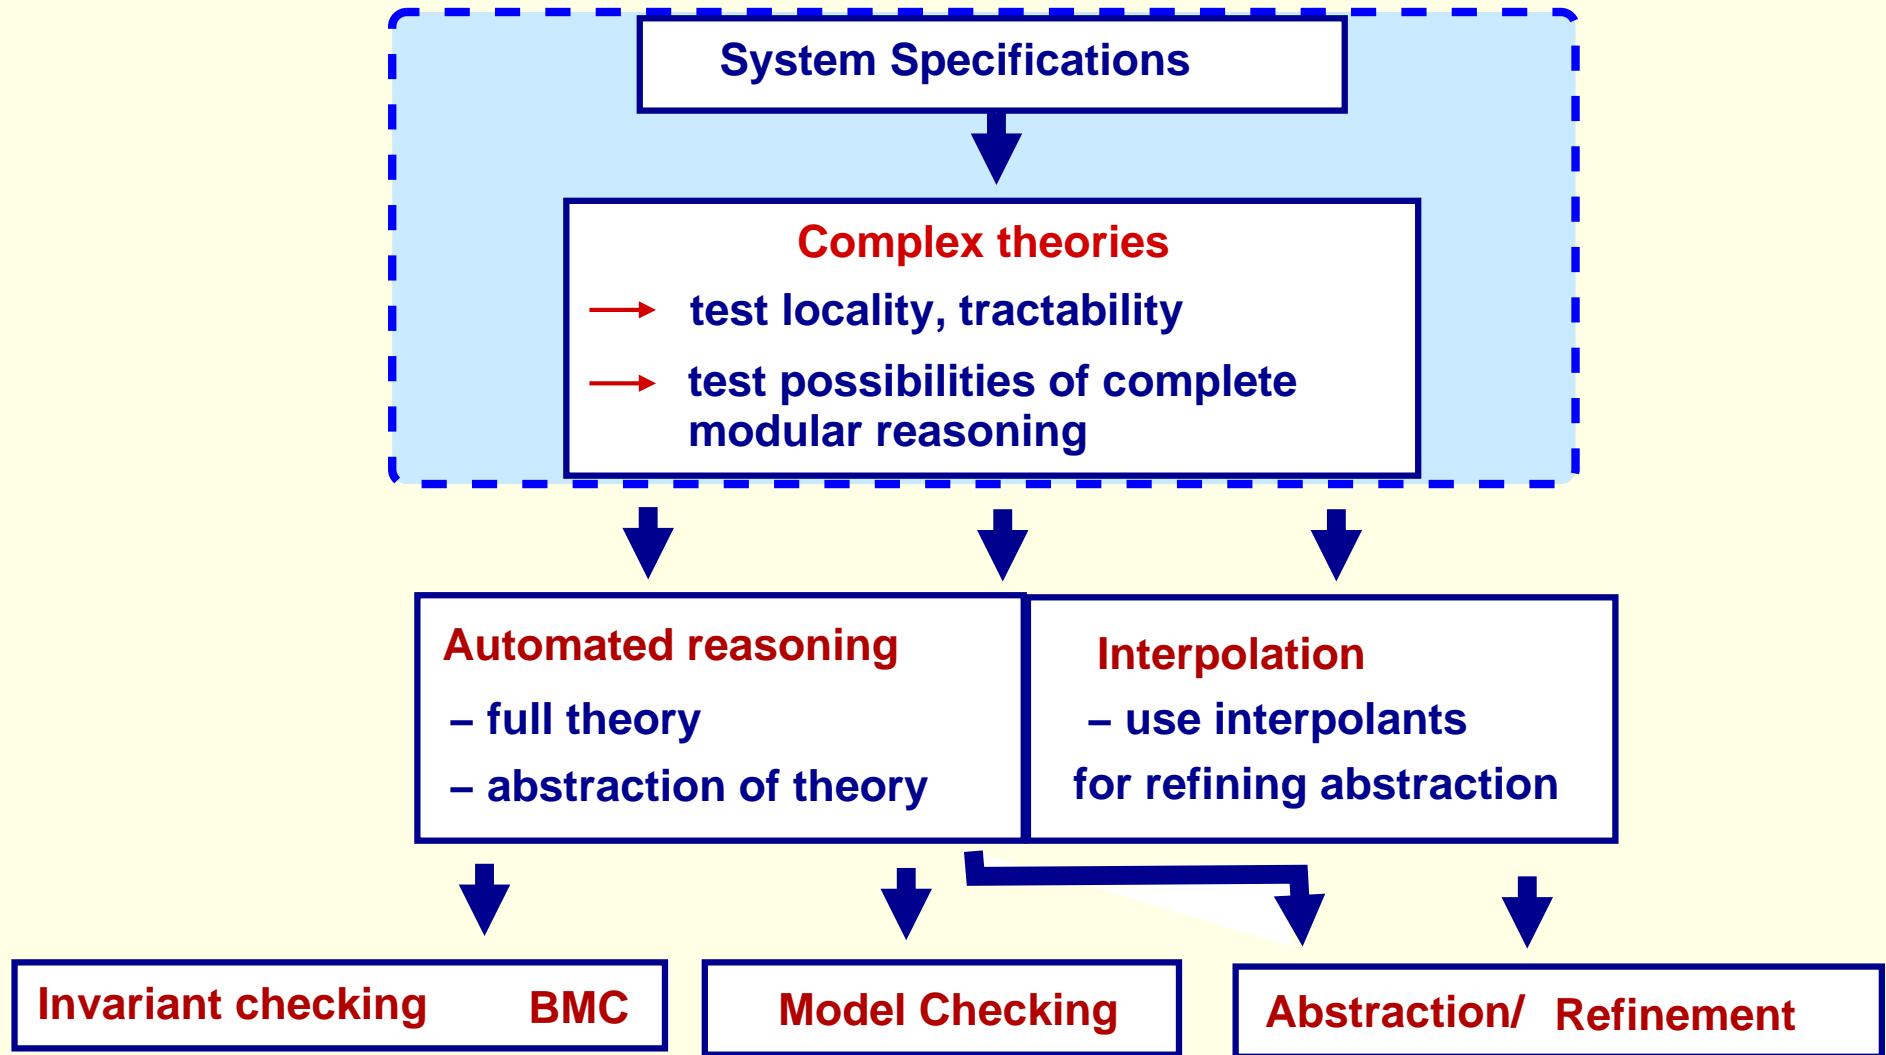 System Specifications
Complex theories
test locality, tractability
test possibilities of complete
modular reasoning
Automated reasoning
– full theory
– abstraction of theory
Interpolation
– use interpolants
for refining abstraction
Invariant checking BMC
Model Checking
Abstraction/ Refinement